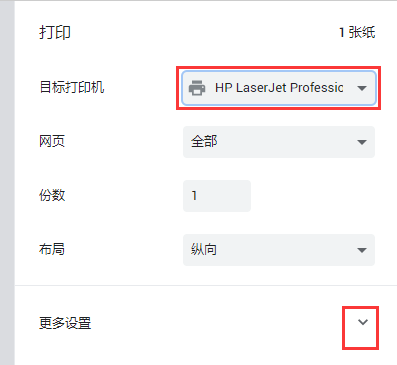 打印 1 张纸
目标打印机 HP LaserJet Professio
网页 全部
份数 1
布局 纵向
更多设置